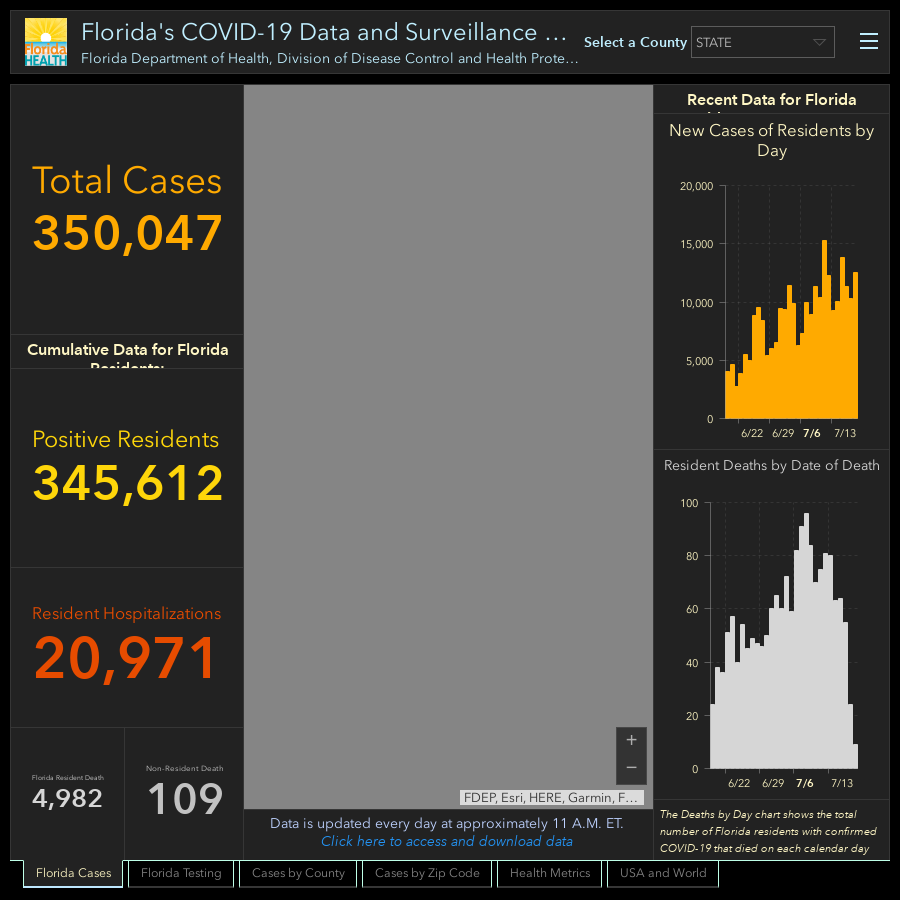 Florida HEALTH
Florida's COVID-19 Data and Surveillance ...
Florida Department of Health, Division of Disease Control and Health Prote...
Select a County
STATE
Total Cases
350,047
Cumulative Data for Florida
Residents:
Positive Residents
345,612
Resident Hospitalizations
20,971
Florida Resident Death
4,982
Non-Resident Death
109
+
−
FDEP, Esri, HERE, Garmin, F...
Data is updated every day at approximately 11 A.M. ET.
Click here to access and download data
Recent Data for Florida
New Cases of Residents by
Day
20,000
15,000
10,000
5,000
0
6/22 6/29 7/6 7/13
Resident Deaths by Date of Death
100
80
60
40
20
0
6/22 6/29 7/6 7/13
The Deaths by Day chart shows the total
number of Florida residents with confirmed
COVID-19 that died on each calendar day
Florida Cases
Florida Testing
Cases by County
Cases by Zip Code
Health Metrics
USA and World